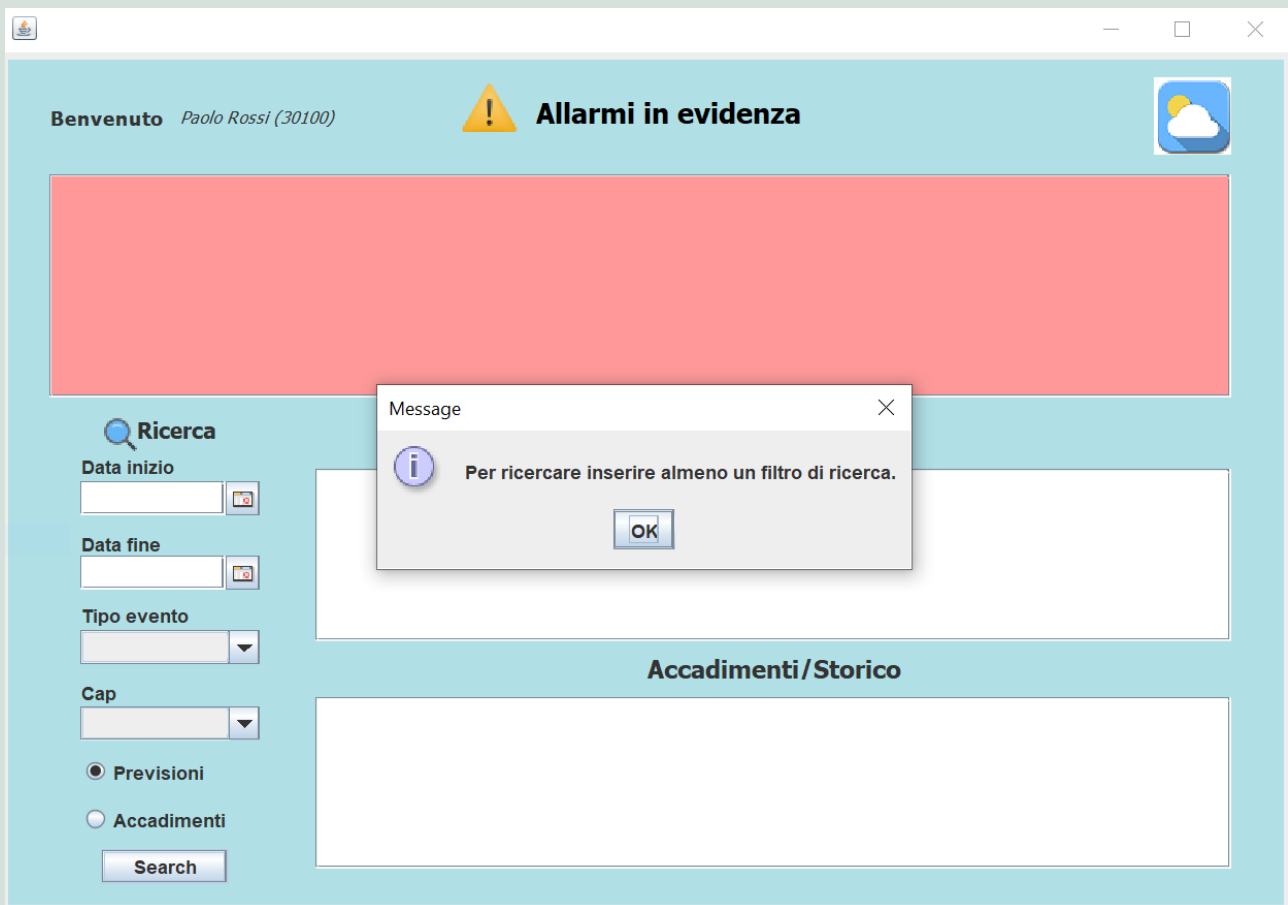 Benvenuto Paolo Rossi (30100)
Allarmi in evidenza
Message
Per ricercare inserire almeno un filtro di ricerca.
OK
Ricerca
Data inizio
Data fine
Tipo evento
Cap
Previsioni
Accadimenti
Search
Accadimenti/Storico